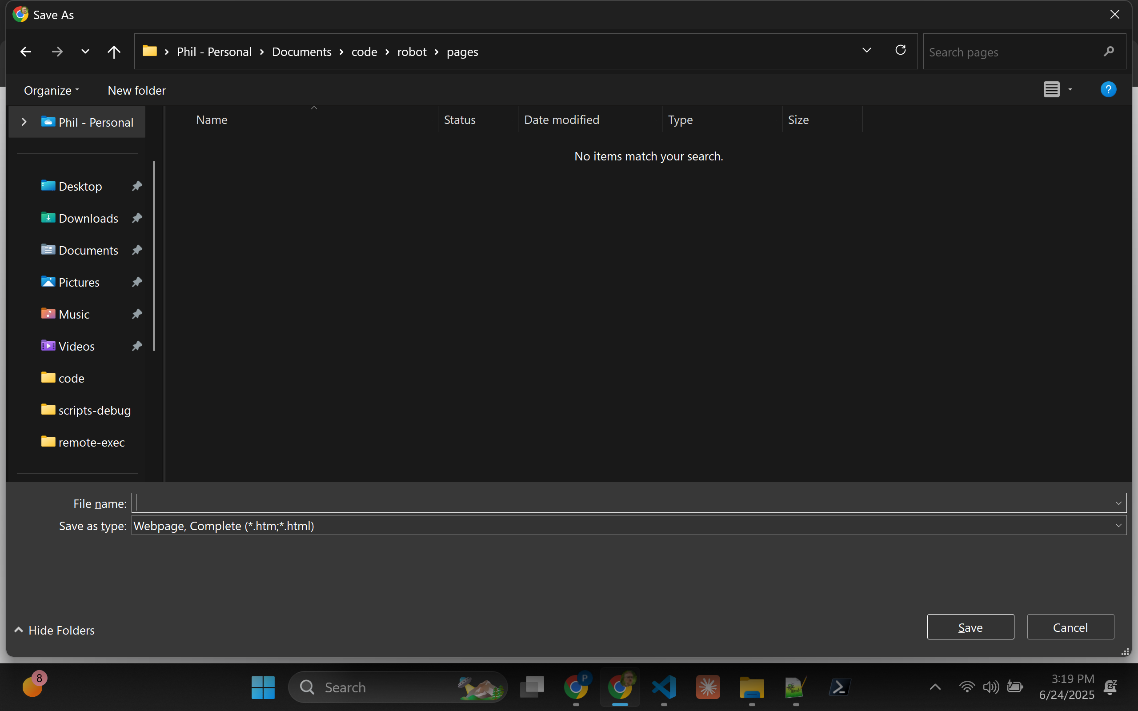 Save As
Phil - Personal > Documents > code > robot > pages
Search pages
Organize
New folder
?
Phil - Personal
Name
Status
Date modified
Type
Size
No items match your search.
Desktop
Downloads
Documents
Pictures
Music
Videos
code
scripts-debug
remote-exec
File name:
Save as type: Webpage, Complete (*.htm;*.html)
Hide Folders
Save
Cancel
8
Search
P
3:19 PM
6/24/2025